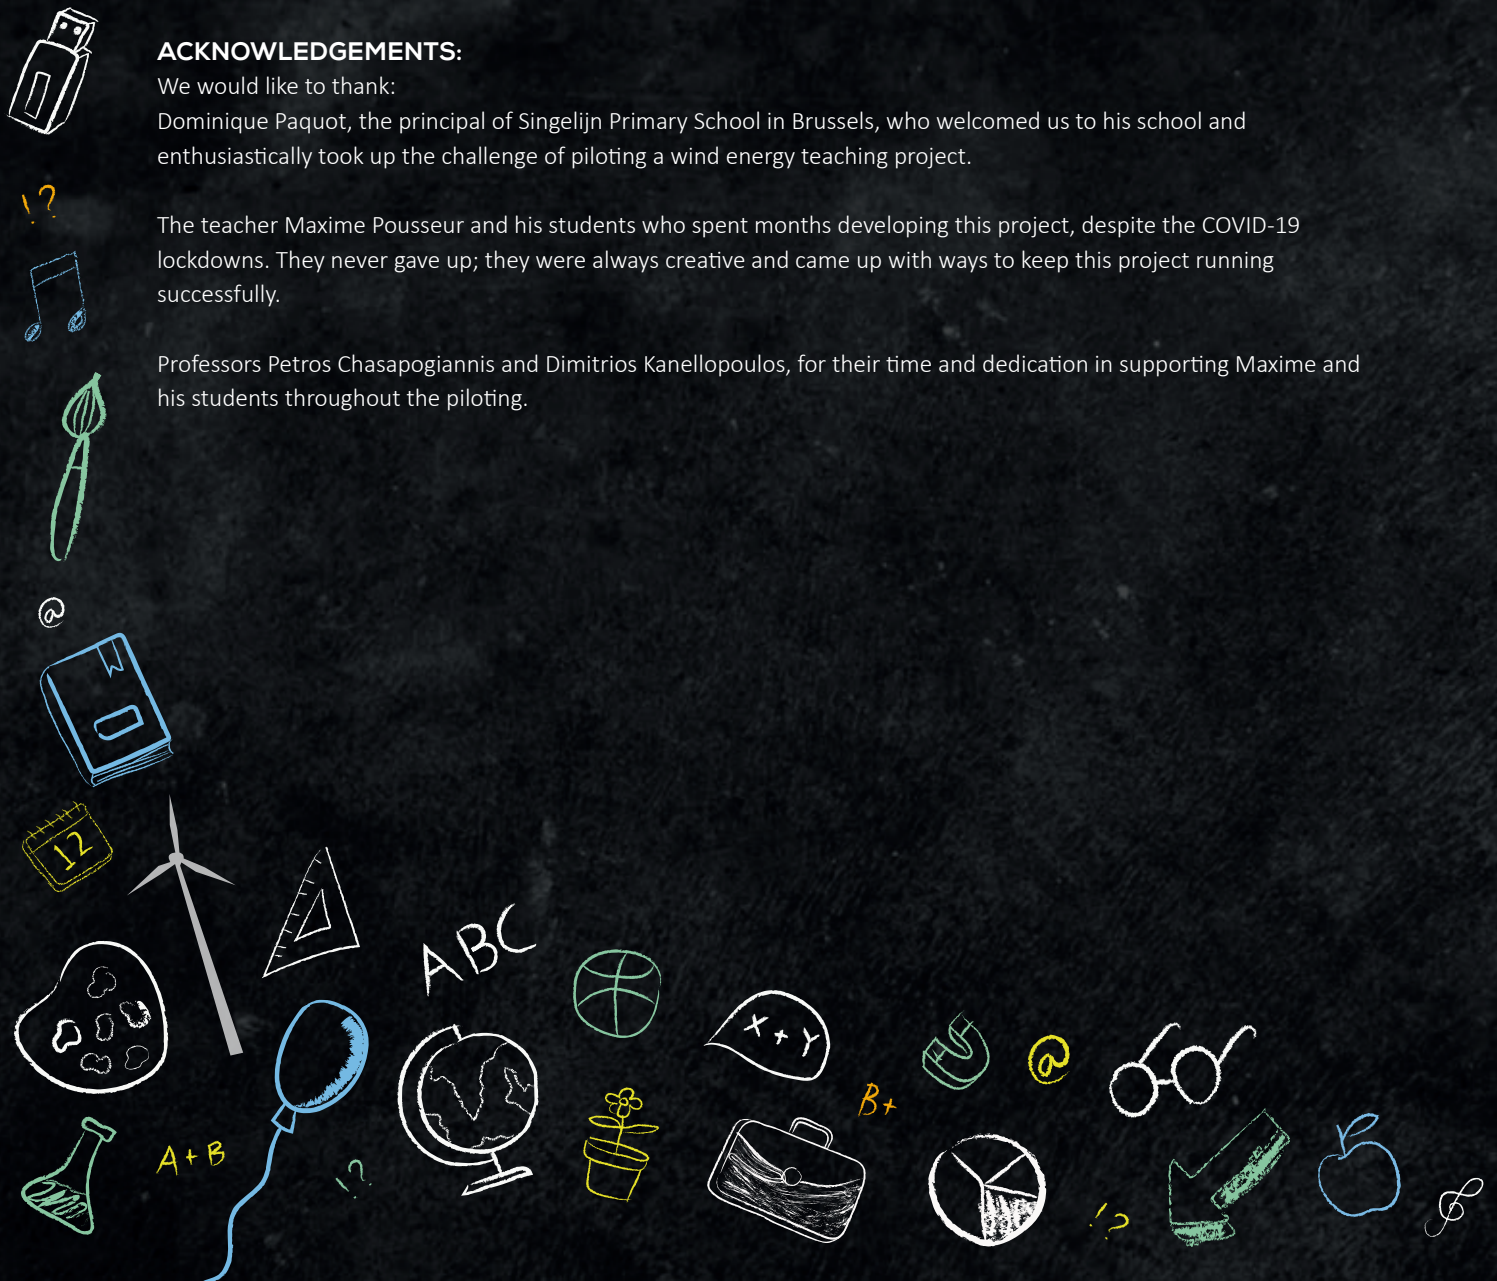 ACKNOWLEDGEMENTS:
We would like to thank:
Dominique Paquot, the principal of Singelijn Primary School in Brussels, who welcomed us to his school and
enthusiastically took up the challenge of piloting a wind energy teaching project.
The teacher Maxime Pousseur and his students who spent months developing this project, despite the COVID-19
lockdowns. They never gave up; they were always creative and came up with ways to keep this project running
successfully.
Professors Petros Chasapogiannis and Dimitrios Kanellopoulos, for their time and dedication in supporting Maxime and
his students throughout the piloting.
!?
@
12
ABC
X + Y
@
B+
A + B
!?
!?